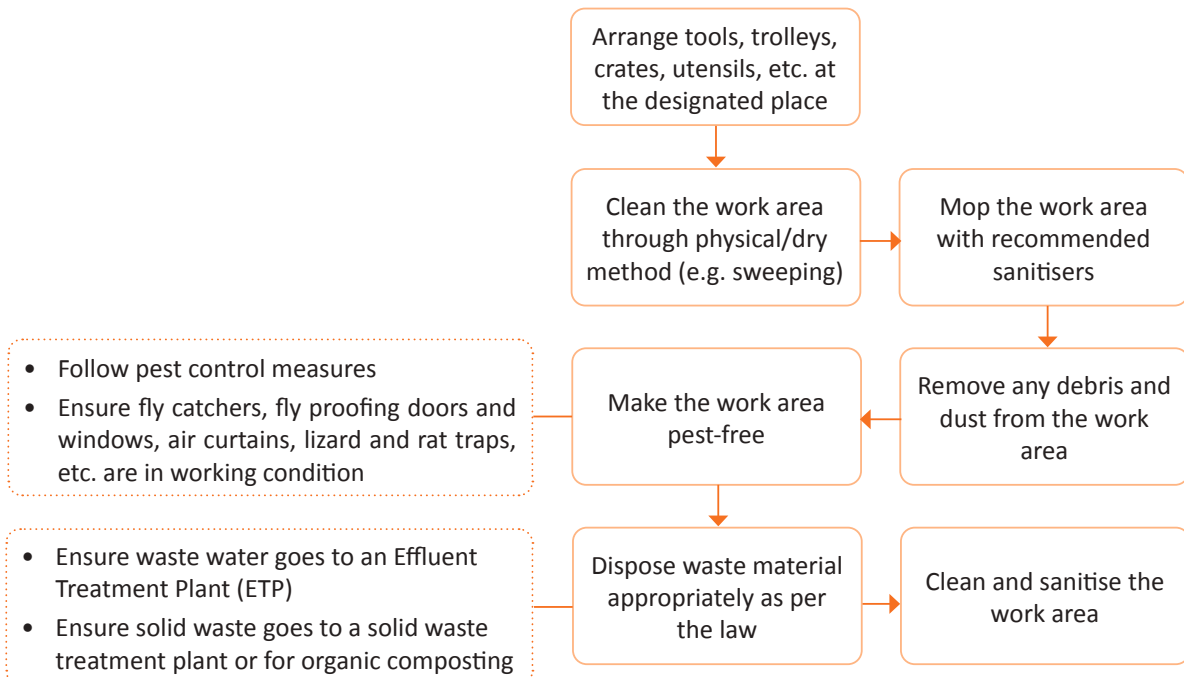 Arrange tools, trolleys,
crates, utensils, etc. at
the designated place
Clean the work area
through physical/dry
method (e.g. sweeping)
Mop the work area
with recommended
sanitisers
Remove any debris and
dust from the work
area
Make the work area
pest-free
• Follow pest control measures
• Ensure fly catchers, fly proofing doors and
windows, air curtains, lizard and rat traps,
etc. are in working condition
Dispose waste material
appropriately as per
the law
• Ensure waste water goes to an Effluent
Treatment Plant (ETP)
• Ensure solid waste goes to a solid waste
treatment plant or for organic composting
Clean and sanitise the
work area